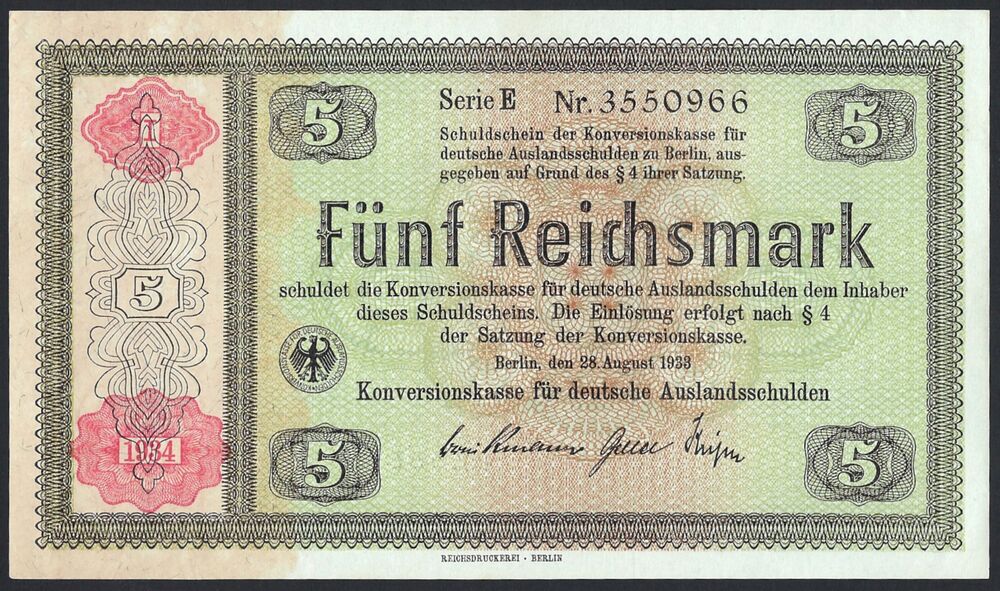 5
Serie E Nr. 3550966
5
Schuldschein der Konversionskasse für
deutsche Auslandsschulden zu Berlin, aus-
gegeben auf Grund des § 4 ihrer Satzung.
Fünf Reichsmark
5
schuldet die Konversionskasse für deutsche Auslandsschulden dem Inhaber
dieses Schuldscheins. Die Einlösung erfolgt nach § 4
der Satzung der Konversionskasse.
Berlin, den 28. August 1933
Konversionskasse für deutsche Auslandsschulden
1934
5
5
REICHSDRUCKEREI · BERLIN